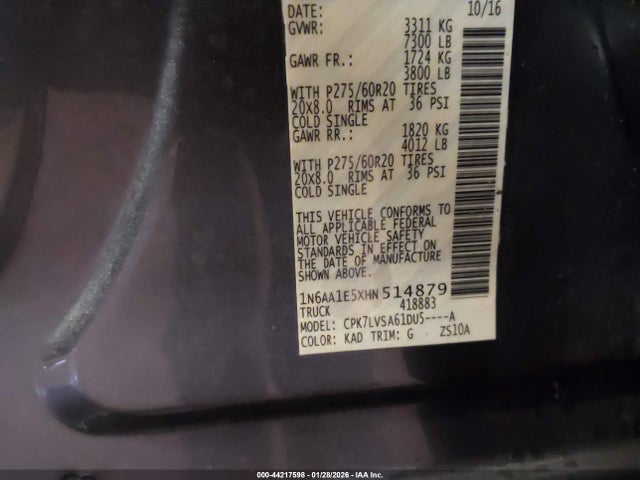 DATE: 10/16
GVWR: 3311 KG
7300 LB
GAWR FR.: 1724 KG
3800 LB
WITH P275/60R20 TIRES
20x8.0 RIMS AT 36 PSI
COLD SINGLE
GAWR RR.: 1820 KG
4012 LB
WITH P275/60R20 TIRES
20x8.0 RIMS AT 36 PSI
COLD SINGLE
THIS VEHICLE CONFORMS TO
ALL APPLICABLE FEDERAL
MOTOR VEHICLE SAFETY
STANDARDS IN EFFECT ON
THE DATE OF MANUFACTURE
SHOWN ABOVE.
1N6AA1E5XHN514879
TRUCK 418883
MODEL: CPK7LVSA61DU5----A
COLOR: KAD TRIM: G ZS10A
000-44217598 - 01/28/2026 - IAA Inc.